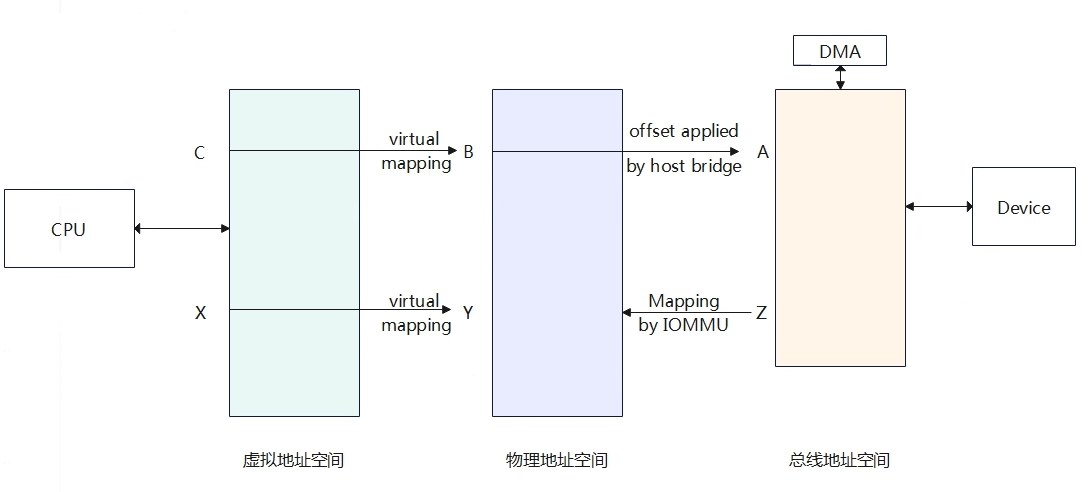 DMA
C
virtual
mapping
B
offset applied
by host bridge
A
CPU
Device
X
virtual
mapping
Y
Mapping
by IOMMU
Z
虚拟地址空间
物理地址空间
总线地址空间